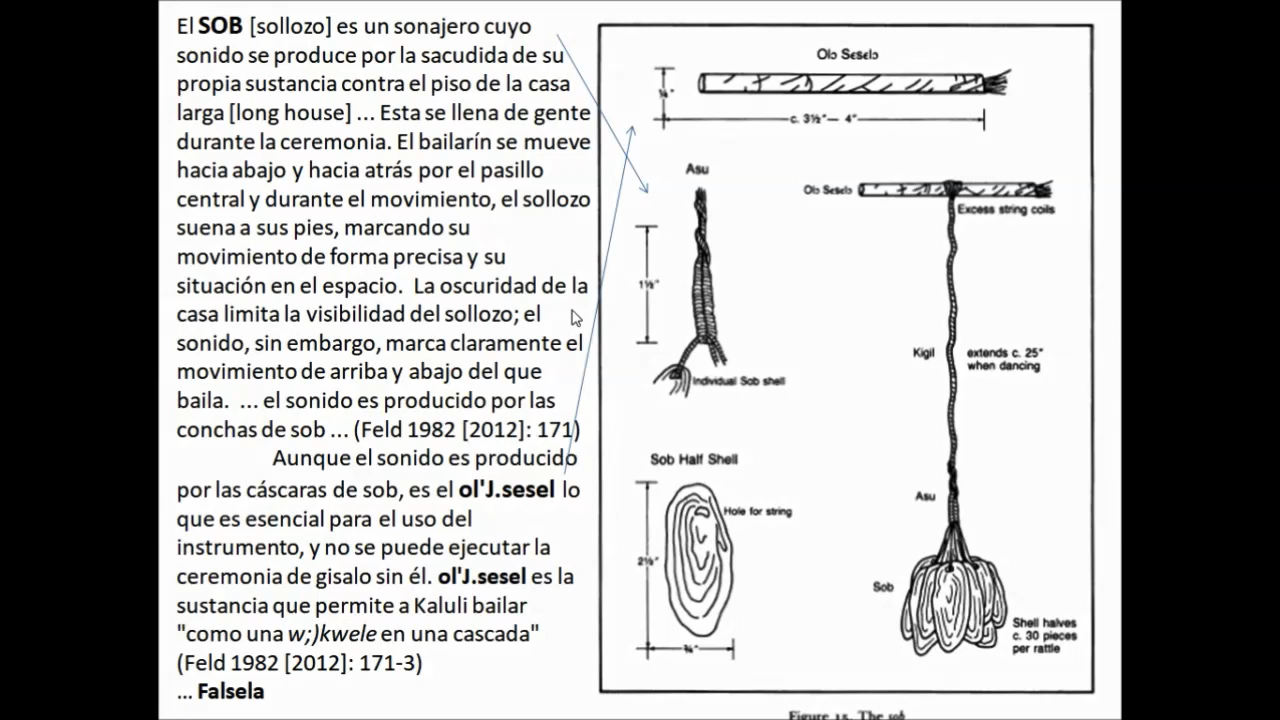 El SOB [sollozo] es un sonajero cuyo
sonido se produce por la sacudida de su
propia sustancia contra el piso de la casa
larga [long house] ... Esta se llena de gente
durante la ceremonia. El bailarín se mueve
hacia abajo y hacia atrás por el pasillo
central y durante el movimiento, el sollozo
suena a sus pies, marcando su
movimiento de forma precisa y su
situación en el espacio. La oscuridad de la
casa limita la visibilidad del sollozo; el
sonido, sin embargo, marca claramente el
movimiento de arriba y abajo del que
baila. ... el sonido es producido por las
conchas de sob ... (Feld 1982 [2012]: 171)
Aunque el sonido es producido
por las cáscaras de sob, es el ol'J.sesel lo
que es esencial para el uso del
instrumento, y no se puede ejecutar la
ceremonia de gisalo sin él. ol'J.sesel es la
sustancia que permite a Kaluli bailar
"como una w;)kwele en una cascada"
(Feld 1982 [2012]: 171-3)
... Falsela
Olɔ Sɛsɛlɔ
¼"
c. 3½"— 4"
Asu
1½"
Individual Sob shell
Sob Half Shell
Hole for string
2½"
¾"
Olɔ Sɛsɛlɔ
Excess string coils
Kigil
extends c. 25"
when dancing
Asu
Sob
Shell halves
c. 30 pieces
per rattle
Figure 15. The sob